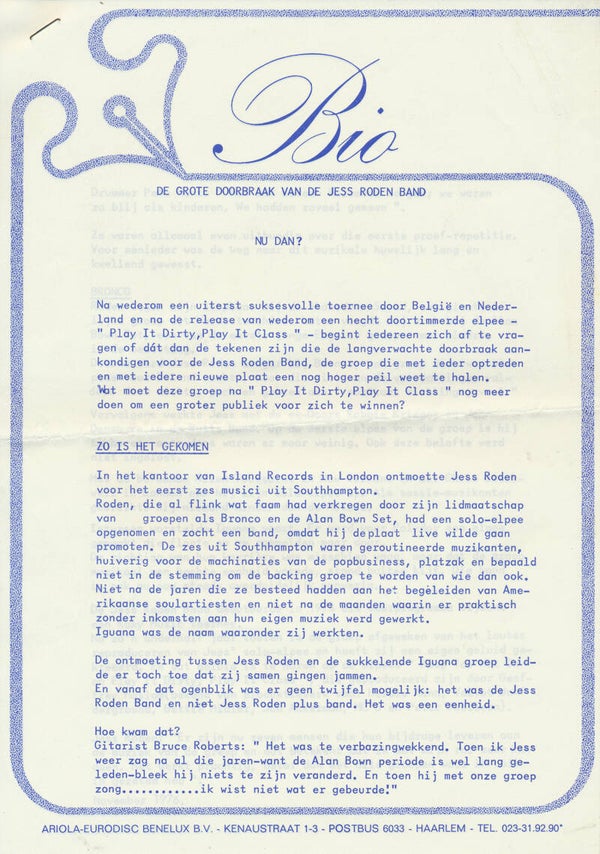 Bio
DE GROTE DOORBRAAK VAN DE JESS RODEN BAND
NU DAN?
Na wederom een uiterst suksesvolle toernee door België en Neder-
land en na de release van wederom een hecht doortimmerde elpee -
" Play It Dirty,Play It Class " - begint iedereen zich af te vra-
gen of dát dan de tekenen zijn die de langverwachte doorbraak aan-
kondigen voor de Jess Roden Band, de groep die met ieder optreden
en met iedere nieuwe plaat een nog hoger peil weet te halen.
Wat moet deze groep na " Play It Dirty,Play It Class " nog meer
doen om een groter publiek voor zich te winnen?
ZO IS HET GEKOMEN
In het kantoor van Island Records in London ontmoette Jess Roden
voor het eerst zes musici uit Southhampton.
Roden, die al flink wat faam had verkregen door zijn lidmaatschap
van groepen als Bronco en de Alan Bown Set, had een solo-elpee
opgenomen en zocht een band, omdat hij deplaat live wilde gaan
promoten. De zes uit Southhampton waren geroutineerde muzikanten,
huiverig voor de machinaties van de popbusiness, platzak en bepaald
niet in de stemming om de backing groep te worden van wie dan ook.
Niet na de jaren die ze besteed hadden aan het begeleiden van Ame-
rikaanse soulartiesten en niet na de maanden waarin er praktisch
zonder inkomsten aan hun eigen muziek werd gewerkt.
Iguana was de naam waaronder zij werkten.
De ontmoeting tussen Jess Roden en de sukkelende Iguana groep leid-
de er toch toe dat zij samen gingen jammen.
En vanaf dat ogenblik was er geen twijfel mogelijk: het was de Jess
Roden Band en niet Jess Roden plus band. Het was een eenheid.
Hoe kwam dat?
Gitarist Bruce Roberts: " Het was te verbazingwekkend. Toen ik Jess
weer zag na al die jaren-want de Alan Bown periode is wel lang ge-
leden-bleek hij niets te zijn veranderd. En toen hij met onze groep
zong............ik wist niet wat er gebeurde!"
ARIOLA-EURODISC BENELUX B.V. - KENAUSTRAAT 1-3 - POSTBUS 6033 - HAARLEM - TEL. 023-31.92.90*